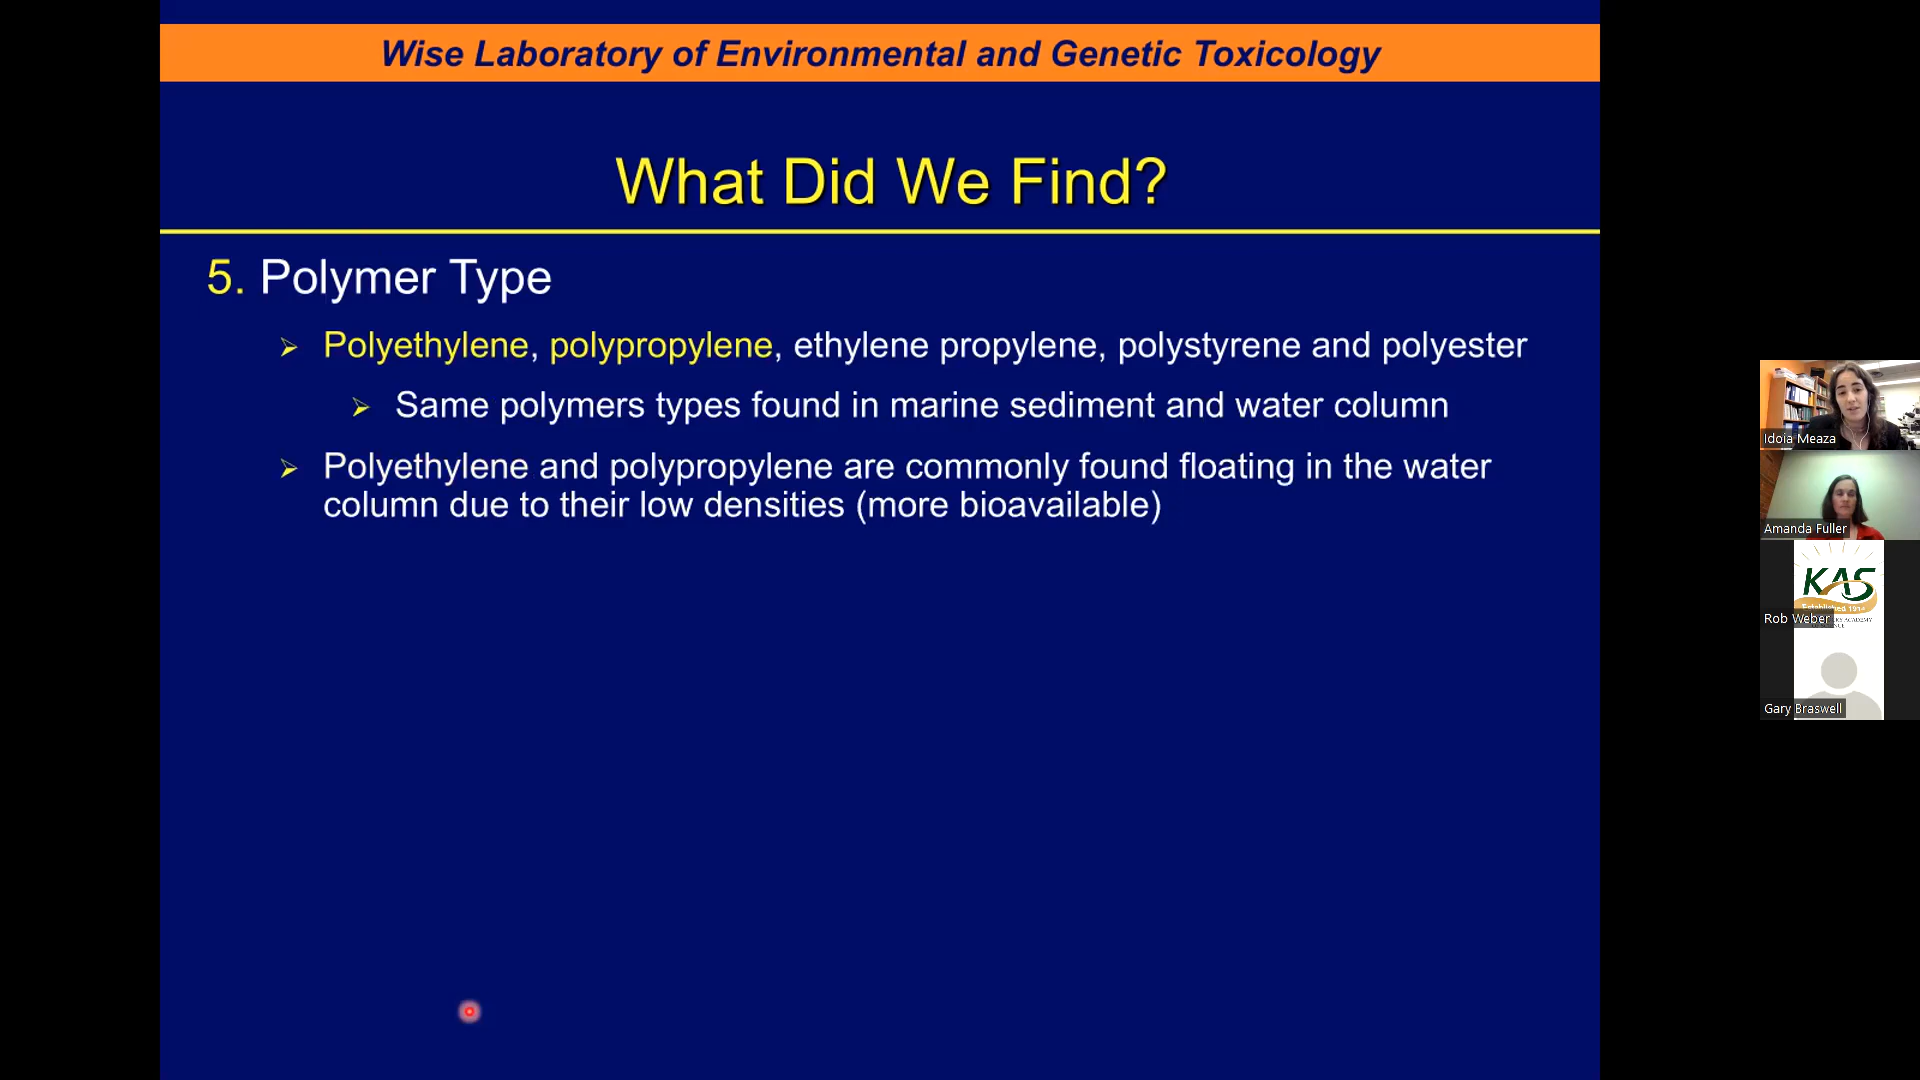 Wise Laboratory of Environmental and Genetic Toxicology
What Did We Find?
5. Polymer Type
Polyethylene, polypropylene, ethylene propylene, polystyrene and polyester
Same polymers types found in marine sediment and water column
Polyethylene and polypropylene are commonly found floating in the water
column due to their low densities (more bioavailable)
Idoia Meaza
Amanda Fuller
KAS
Established 1914
Rob Weber
ACADEMY
Gary Braswell